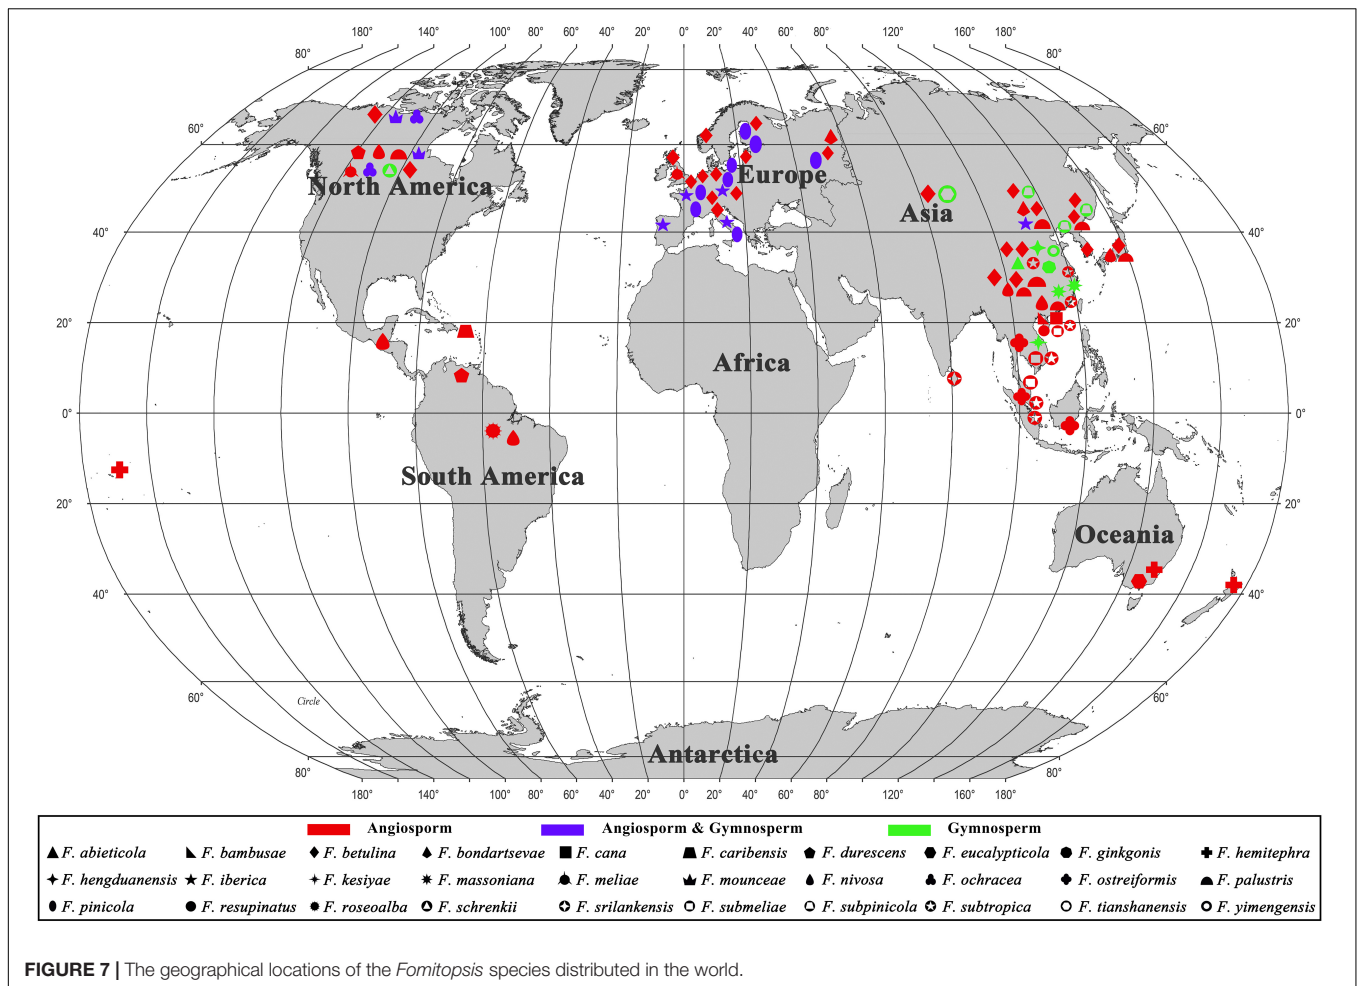 180° 140° 100° 80° 60° 40° 20° 0° 20° 40° 60° 80° 120° 160° 180°
80° 80°
60° 60°
North America Europe
Asia
40° 40°
20° 20°
Africa
0° 0°
South America
20° 20°
Oceania
40° 40°
60° 60°
Circle
Antarctica
80° 80°
180° 140° 100° 80° 60° 40° 20° 0° 20° 40° 60° 80° 120° 160° 180°
Angiosporm Angiosporm & Gymnosperm Gymnosperm
F. abieticola F. bambusae F. betulina F. bondartsevae F. cana F. caribensis F. durescens F. eucalypticola F. ginkgonis F. hemitephra
F. hengduanensis F. iberica F. kesiyae F. massoniana F. meliae F. mounceae F. nivosa F. ochracea F. ostreiformis F. palustris
F. pinicola F. resupinatus F. roseoalba F. schrenkii F. srilankensis F. submeliae F. subpinicola F. subtropica F. tianshanensis F. yimengensis
FIGURE 7 | The geographical locations of the Fomitopsis species distributed in the world.